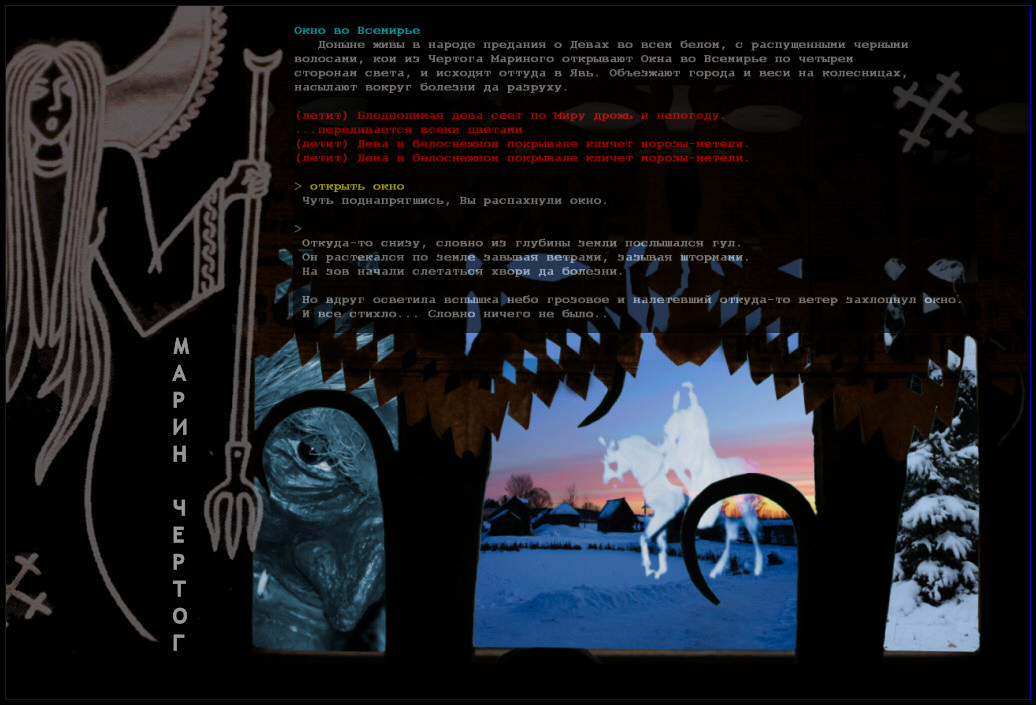 Окно во Всемирье
Доныне живы в народе предания о Девах во всем белом, с распущенными черными
волосами, кои из Чертога Мариного открывают Окна во Всемирье по четырем
сторонам света, и исходят оттуда в Явь. Объезжают города и веси на колесницах,
насылают вокруг болезни да разруху.
(летит) Бледноликая дева сеет по Миру дрожь и непогоду.
...переливается всеми цветами
(летит) Дева в белоснежном покрывале кличет морозы-метели.
(летит) Дева в белоснежном покрывале кличет морозы-метели.
> открыть окно
Чуть поднапрягшись, Вы распахнули окно.
>
Откуда-то снизу, словно из глубины земли послышался гул.
Он растекался по земле завывая ветрами, зазывая штормами.
На зов начали слетаться хвори да болезни.
Но вдруг осветила вспышка небо грозовое и налетевший откуда-то ветер захлопнул окно.
И все стихло... Словно ничего не было..
МАРИН ЧЕРТОГ